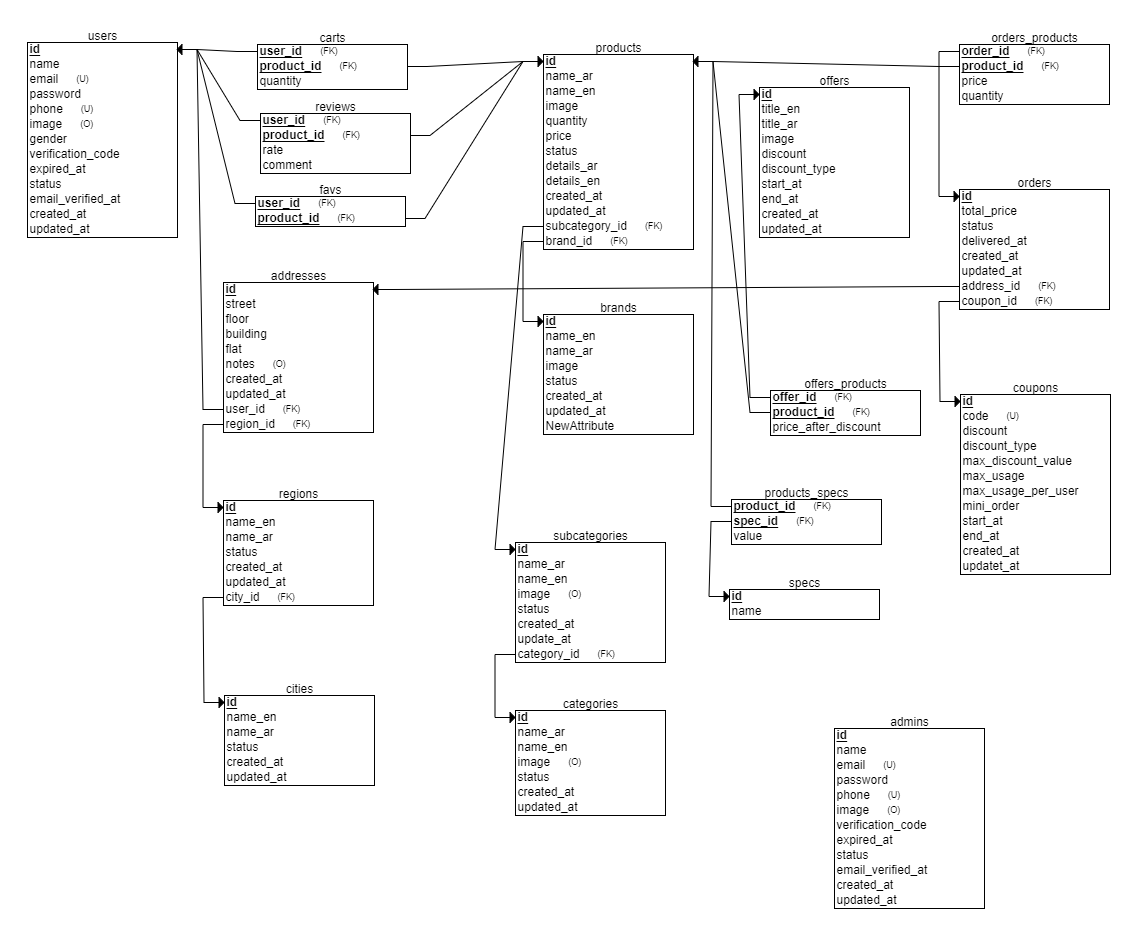 users
id
name
email (U)
password
phone (U)
image (O)
gender
verification_code
expired_at
status
email_verified_at
created_at
updated_at
carts
user_id (FK)
product_id (FK)
quantity
reviews
user_id (FK)
product_id (FK)
rate
comment
favs
user_id (FK)
product_id (FK)
products
id
name_ar
name_en
image
quantity
price
status
details_ar
details_en
created_at
updated_at
subcategory_id (FK)
brand_id (FK)
offers
id
title_en
title_ar
image
discount
discount_type
start_at
end_at
created_at
updated_at
orders_products
order_id (FK)
product_id (FK)
price
quantity
orders
id
total_price
status
delivered_at
created_at
updated_at
address_id (FK)
coupon_id (FK)
addresses
id
street
floor
building
flat
notes (O)
created_at
updated_at
user_id (FK)
region_id (FK)
brands
id
name_en
name_ar
image
status
created_at
updated_at
NewAttribute
offers_products
offer_id (FK)
product_id (FK)
price_after_discount
coupons
id
code (U)
discount
discount_type
max_discount_value
max_usage
max_usage_per_user
mini_order
start_at
end_at
created_at
updatet_at
regions
id
name_en
name_ar
status
created_at
updated_at
city_id (FK)
products_specs
product_id (FK)
spec_id (FK)
value
subcategories
id
name_ar
name_en
image (O)
status
created_at
update_at
category_id (FK)
specs
id
name
cities
id
name_en
name_ar
status
created_at
updated_at
categories
id
name_ar
name_en
image (O)
status
created_at
updated_at
admins
id
name
email (U)
password
phone (U)
image (O)
verification_code
expired_at
status
email_verified_at
created_at
updated_at